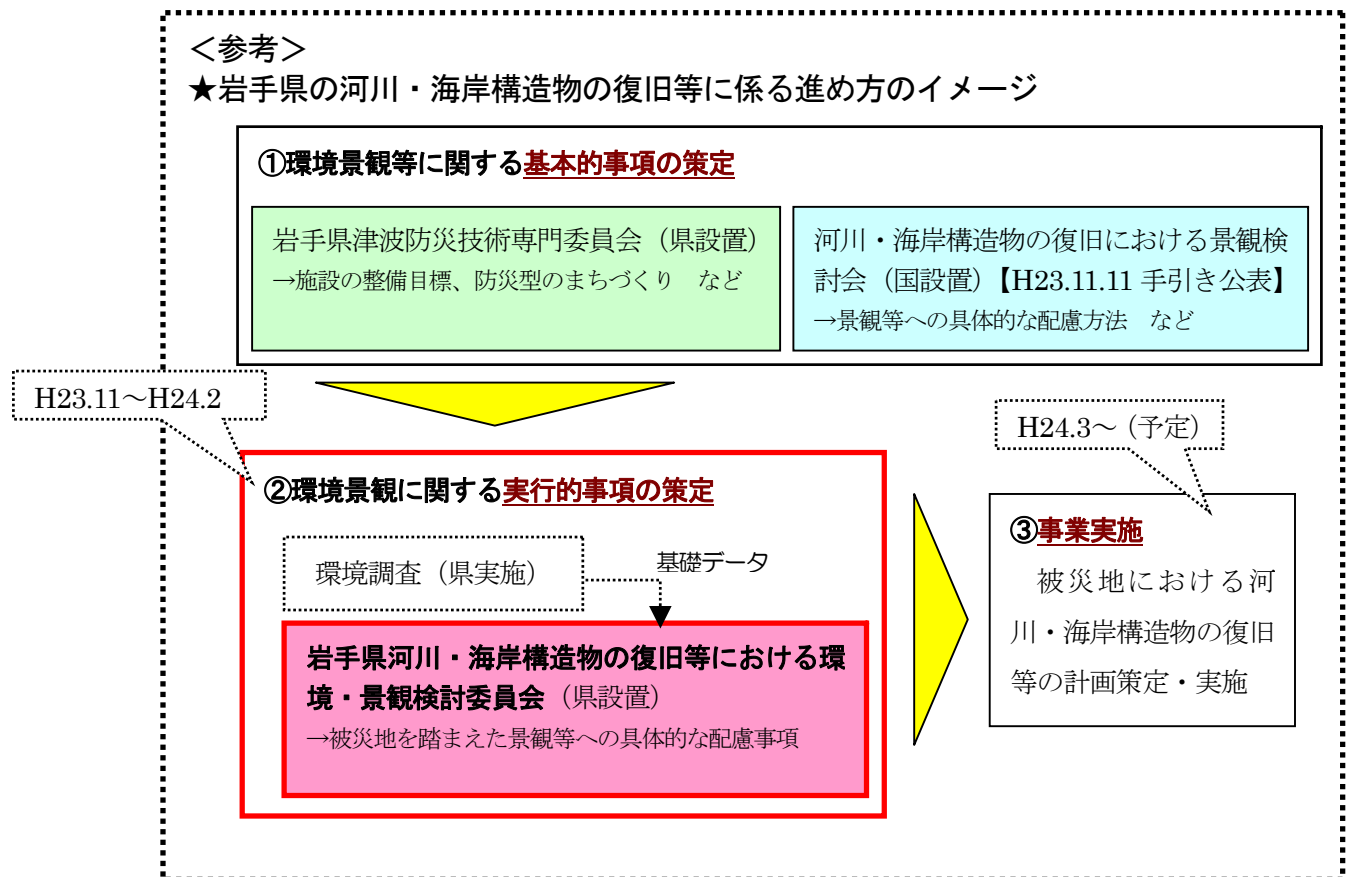 ＜参考＞
★岩手県の河川・海岸構造物の復旧等に係る進め方のイメージ
①環境景観等に関する基本的事項の策定
岩手県津波防災技術専門委員会（県設置）
→施設の整備目標、防災型のまちづくり　など
河川・海岸構造物の復旧における景観検
討会（国設置）【H23.11.11 手引き公表】
→景観等への具体的な配慮方法　など
H23.11～H24.2
H24.3～（予定）
②環境景観に関する実行的事項の策定
環境調査（県実施）
基礎データ
岩手県河川・海岸構造物の復旧等における環
境・景観検討委員会（県設置）
→被災地を踏まえた景観等への具体的な配慮事項
③事業実施
被災地における河
川・海岸構造物の復旧
等の計画策定・実施